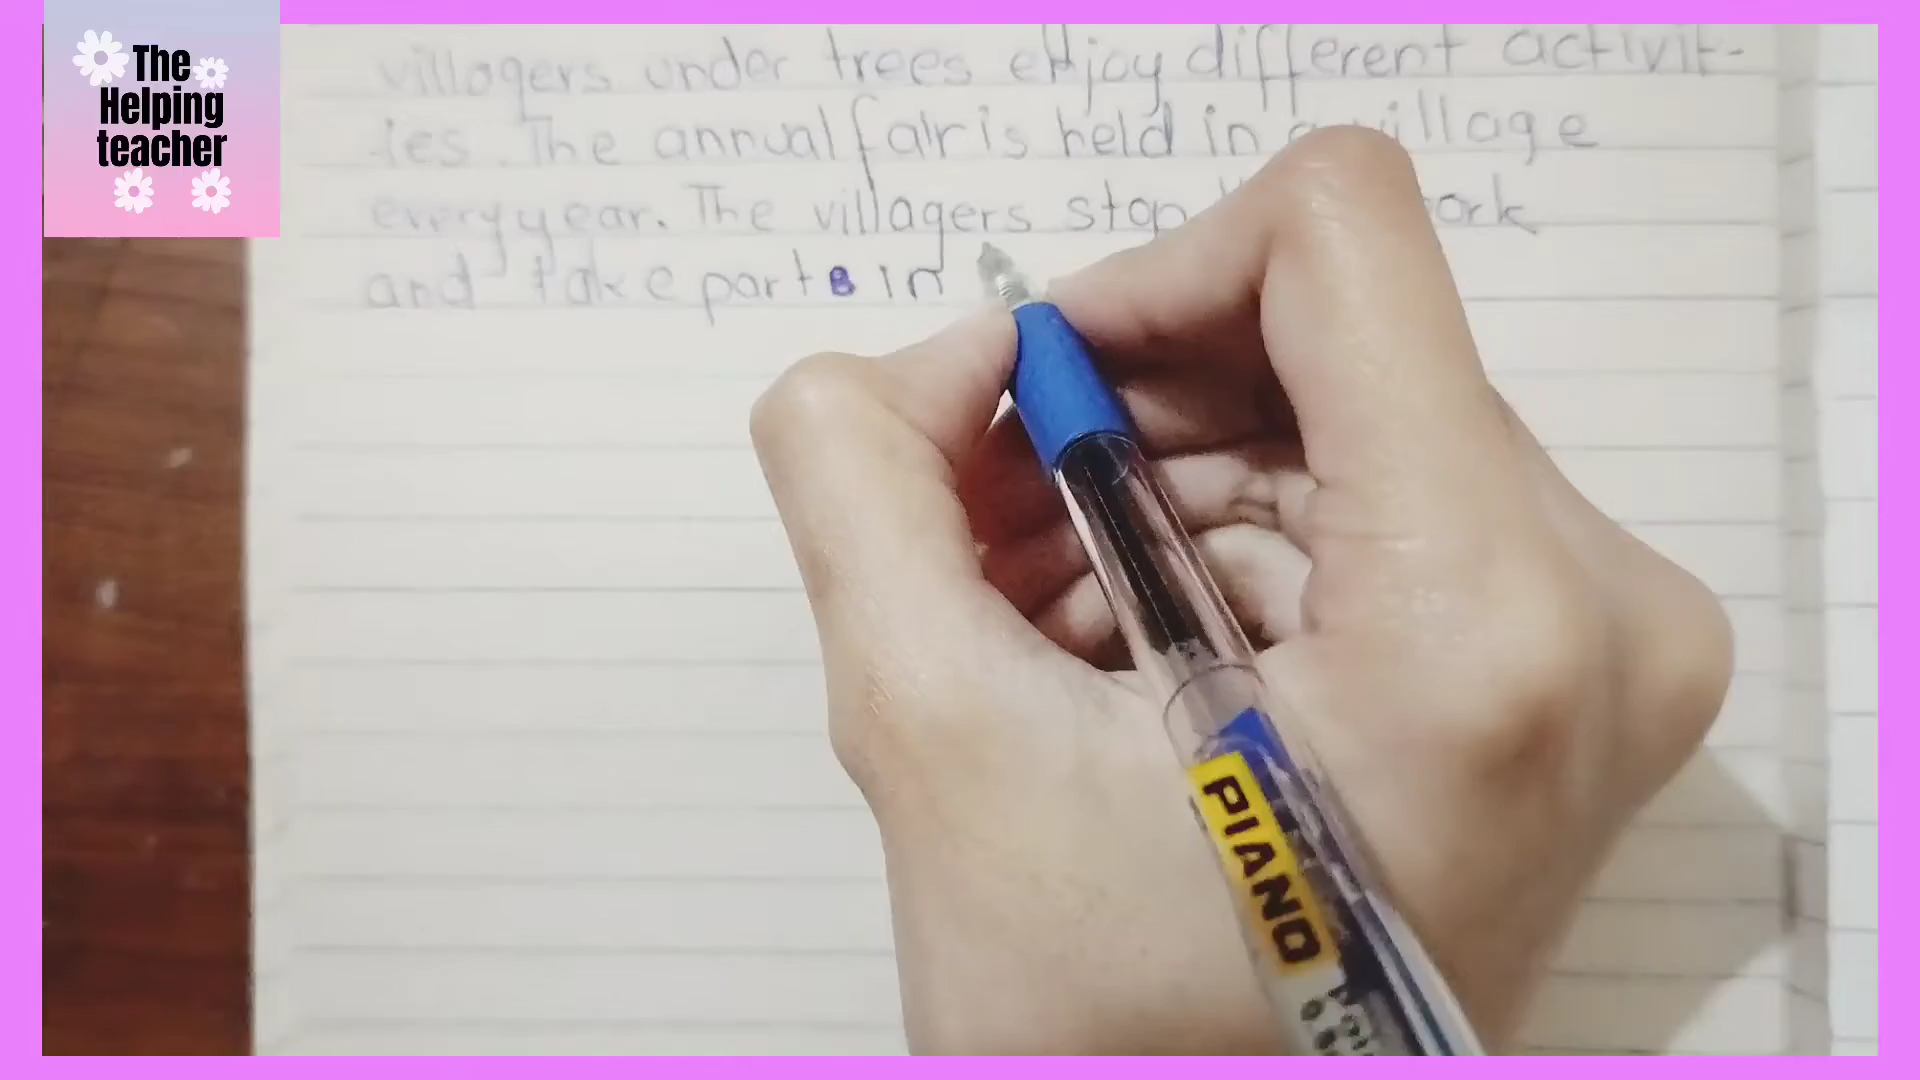 The
Helping
teacher
villagers under trees enjoy different activit-
ies. The annual fair is held in a village
every year. The villagers stop work
and take part in
PIANO